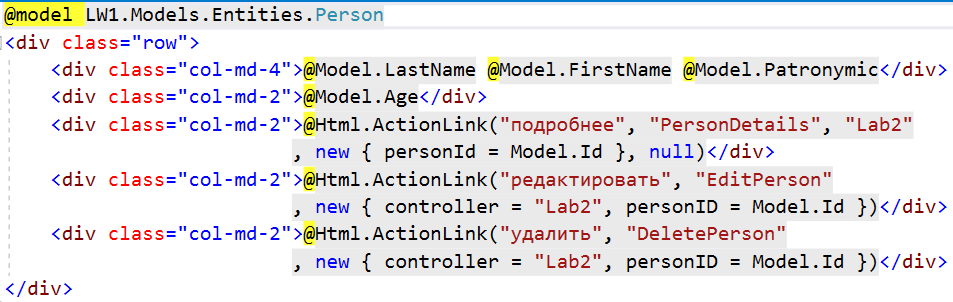 @model LW1.Models.Entities.Person
<div class="row">
    <div class="col-md-4">@Model.LastName @Model.FirstName @Model.Patronymic</div>
    <div class="col-md-2">@Model.Age</div>
    <div class="col-md-2">@Html.ActionLink("подробнее", "PersonDetails", "Lab2"
                        , new { personId = Model.Id }, null)</div>
    <div class="col-md-2">@Html.ActionLink("редактировать", "EditPerson"
                        , new { controller = "Lab2", personID = Model.Id })</div>
    <div class="col-md-2">@Html.ActionLink("удалить", "DeletePerson"
                        , new { controller = "Lab2", personID = Model.Id })</div>
</div>